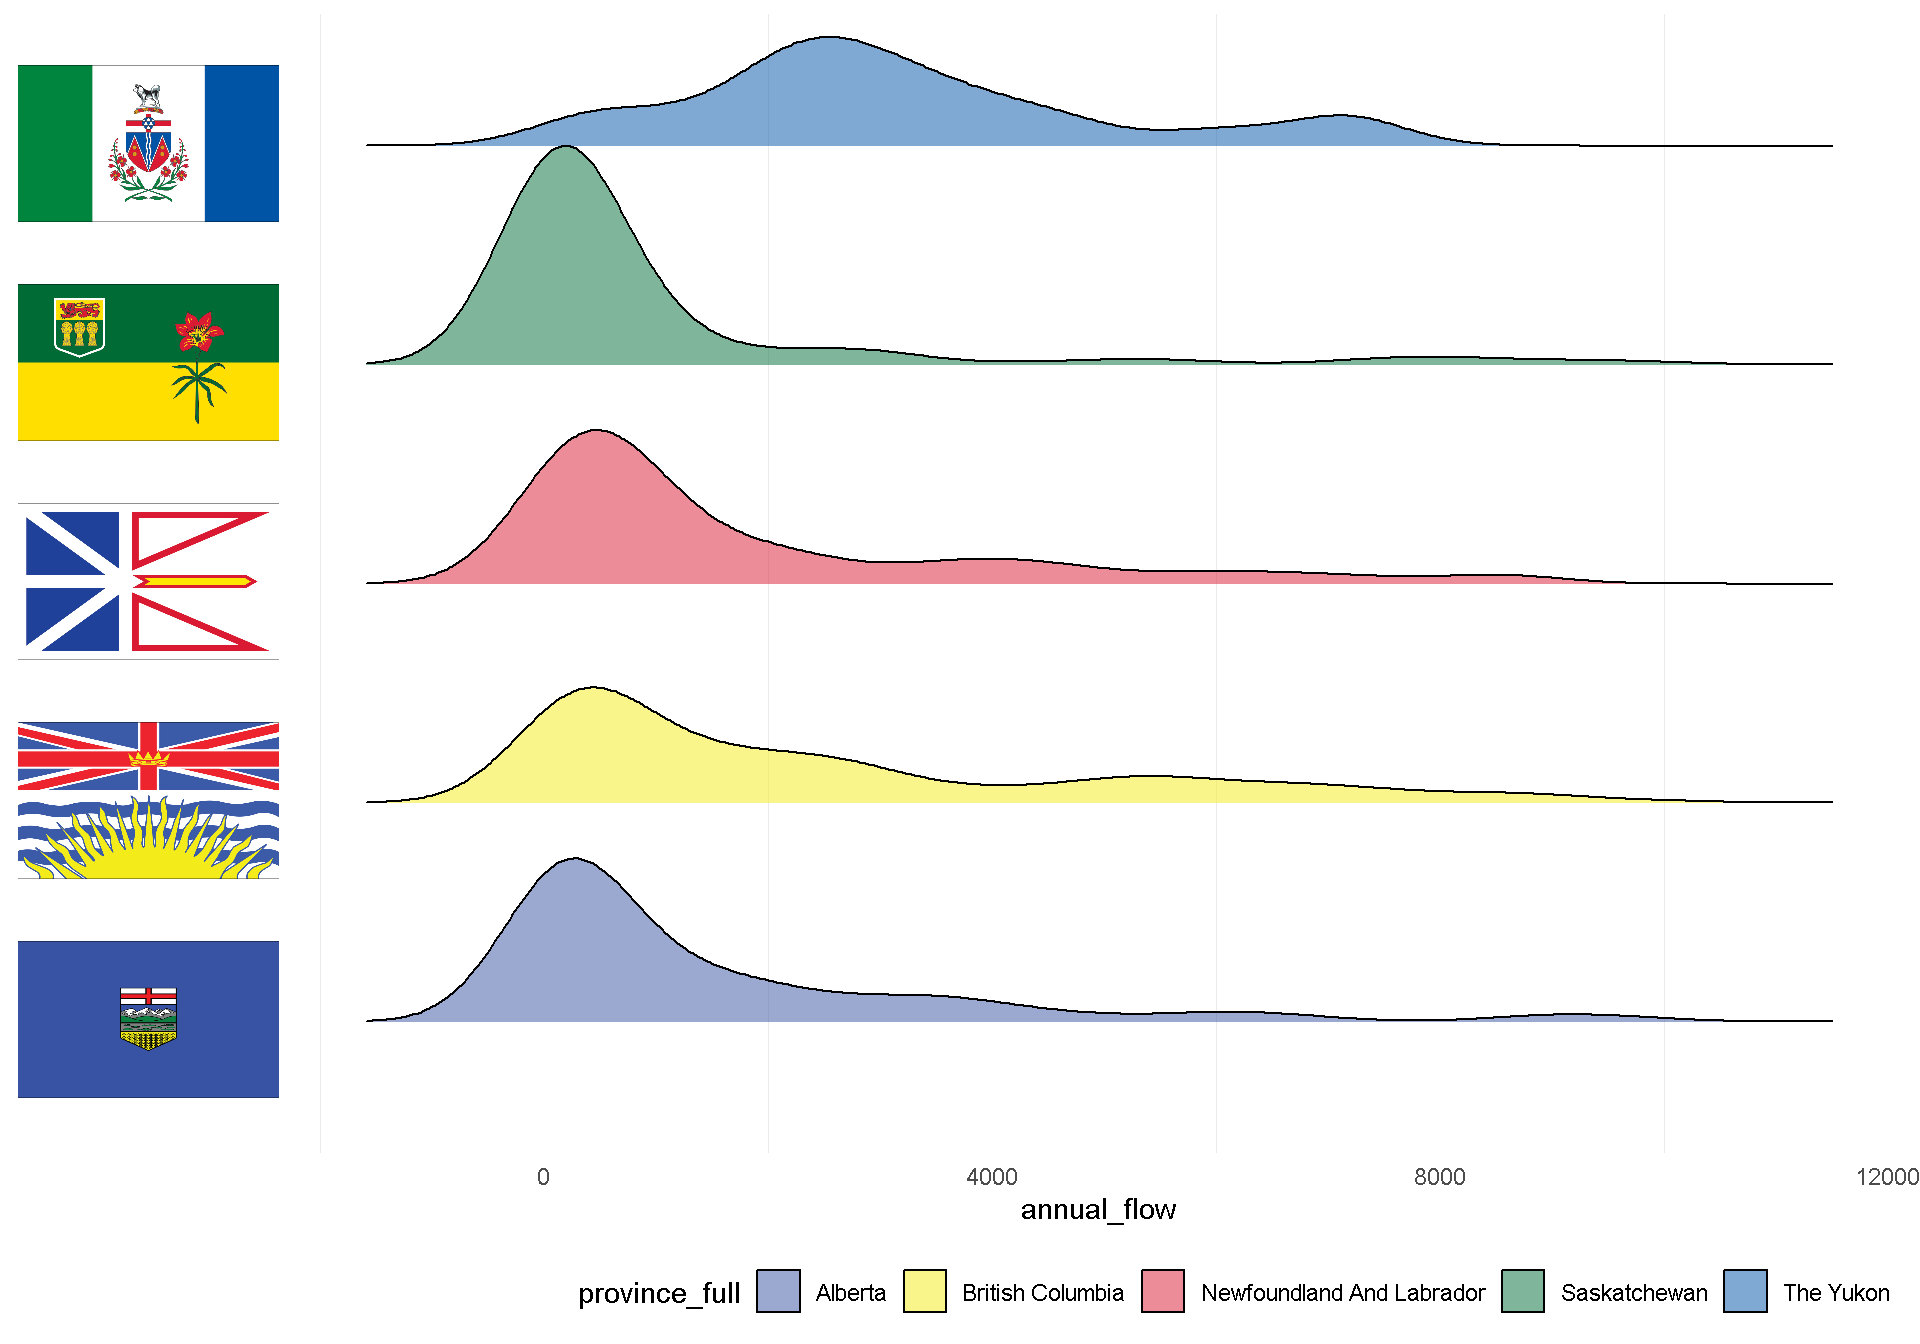 0 4000 8000 12000
annual_flow
province_full Alberta British Columbia Newfoundland And Labrador Saskatchewan The Yukon